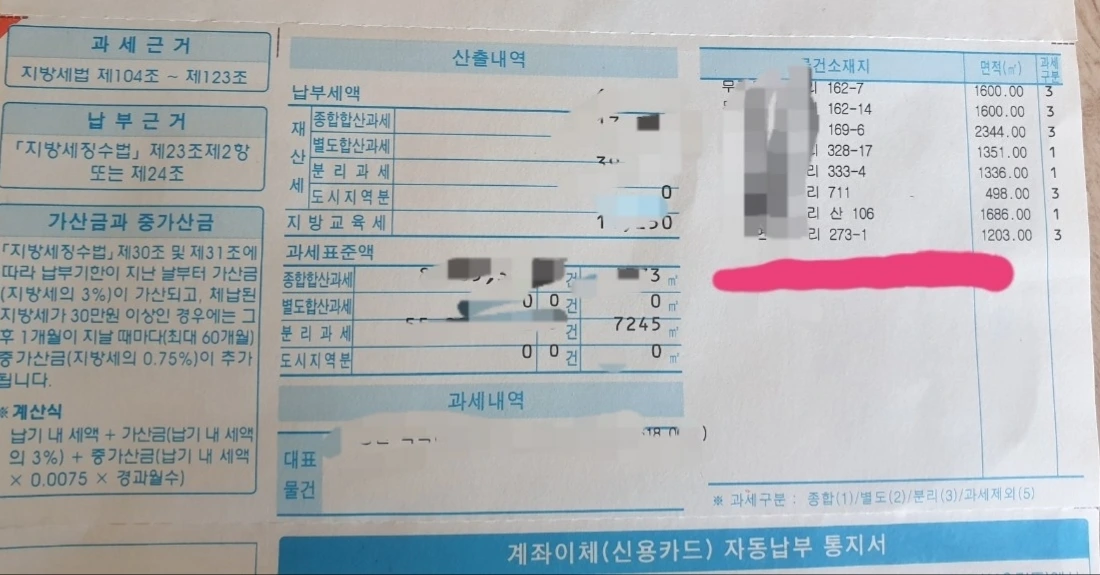 과세근거
지방세법 제104조 ~ 제123조
납부근거
「지방세징수법」 제23조제2항
또는 제24조
가산금과 중가산금
「지방세징수법」 제30조 및 제31조에
따라 납부기한이 지난 날부터 가산금
(지방세의 3%)이 가산되고, 체납된
지방세가 30만원 이상인 경우에는 그
후 1개월이 지날 때마다(최대 60개월)
중가산금(지방세의 0.75%)이 추가
됩니다.
※ 계산식
납기 내 세액 + 가산금(납기 내 세액
의 3%) + 중가산금(납기 내 세액
× 0.0075 × 경과월수)
산출내역
납부세액
재산세
종합합산과세
별도합산과세
분리과세
도시지역분 0
지방교육세
과세표준액
종합합산과세 건 3 ㎡
별도합산과세 0 0 건 0 ㎡
분리과세 건 7245 ㎡
도시지역분 0 0 건 0 ㎡
과세내역
대표
물건
소재지 면적(㎡) 과세구분
리 162-7 1600.00 3
162-14 1600.00 3
169-6 2344.00 3
리 328-17 1351.00 1
리 333-4 1336.00 1
리 711 498.00 3
리 산 106 1686.00 1
리 273-1 1203.00 3
※ 과세구분 : 종합(1)/별도(2)/분리(3)/과세제외(5)
계좌이체(신용카드) 자동납부 통지서